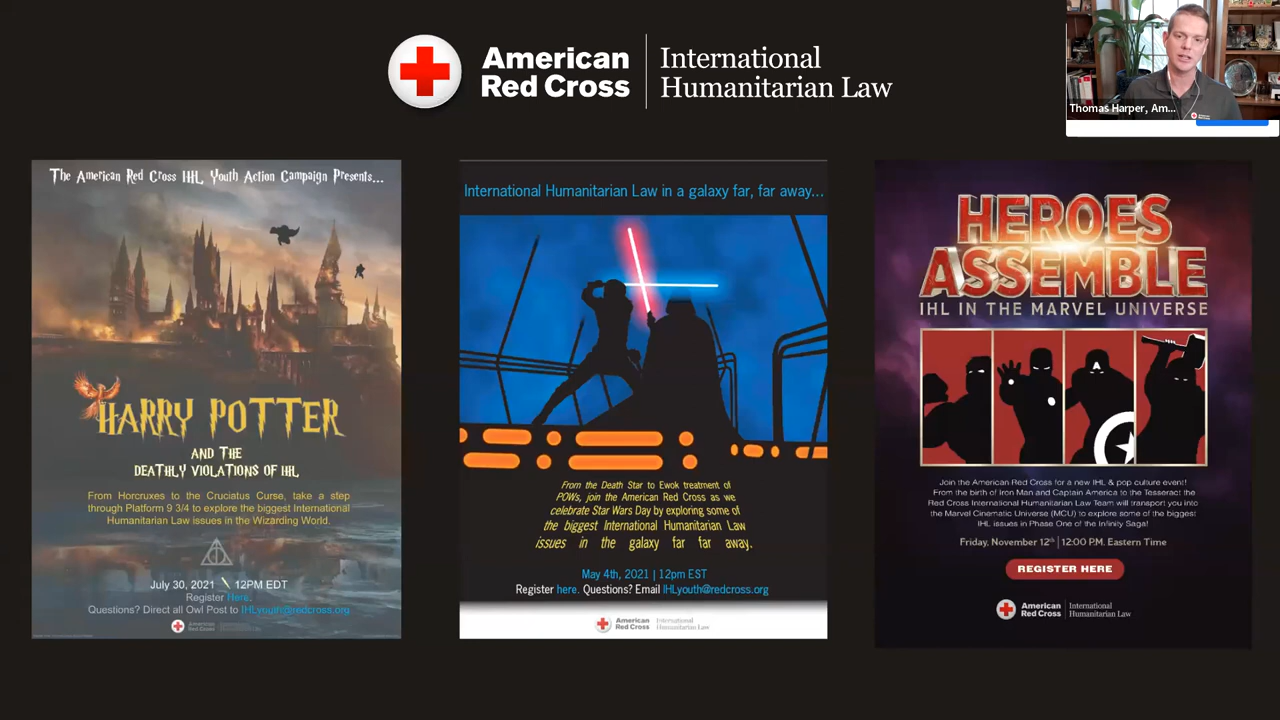 American
Red Cross
International
Humanitarian Law
Thomas Harper, Am...
The American Red Cross IHL Youth Action Campaign Presents...
HARRY POTTER
AND THE
DEATHLY VIOLATIONS OF IHL
From Horcruxes to the Cruciatus Curse, take a step
through Platform 9 3/4 to explore the biggest International
Humanitarian Law issues in the Wizarding World.
July 30, 2021 12PM EDT
Register Here.
Questions? Direct all Owl Post to IHLyouth@redcross.org
American
Red Cross
International Humanitarian Law in a galaxy far, far away...
From the Death Star to Ewok treatment of
POWs, join the American Red Cross as we
celebrate Star Wars Day by exploring some of
the biggest International Humanitarian Law
issues in the galaxy far far away.
May 4th, 2021 | 12pm EST
Register here. Questions? Email IHLyouth@redcross.org
American
Red Cross
International
Humanitarian Law
HEROES
ASSEMBLE
IHL IN THE MARVEL UNIVERSE
A
Join the American Red Cross for a new IHL & pop culture event!
From the birth of Iron Man and Captain America to the Tesseract the
Red Cross International Humanitarian Law Team will transport you into
the Marvel Cinematic Universe (MCU) to explore some of the biggest
IHL issues in Phase One of the Infinity Saga!
Friday, November 12th | 12:00 P.M. Eastern Time
REGISTER HERE
American
Red Cross
International
Humanitarian Law